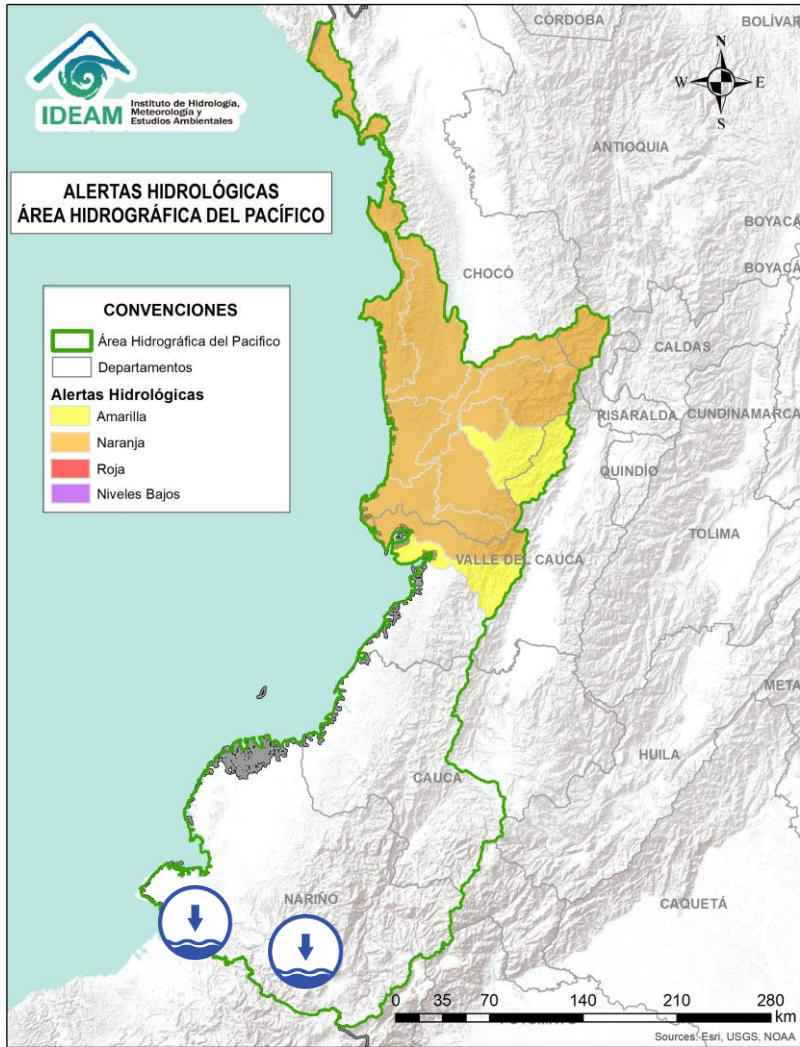 IDEAM
Instituto de Hidrología,
Meteorología y
Estudios Ambientales
ALERTAS HIDROLÓGICAS
ÁREA HIDROGRÁFICA DEL PACÍFICO
CONVENCIONES
Área Hidrográfica del Pacifico
Departamentos
Alertas Hidrológicas
Amarilla
Naranja
Roja
Niveles Bajos
N
W
E
S
CÓRDOBA
BOLÍVAR
ANTIOQUIA
BOYACÁ
CHOCÓ
BOYACÁ
CALDAS
RISARALDA
CUNDINAMARCA
QUINDÍO
TOLIMA
VALLE DEL CAUCA
META
HUILA
CAUCA
NARIÑO
CAQUETÁ
0 35 70 140 210 280
km
Sources: Esri, USGS, NOAA